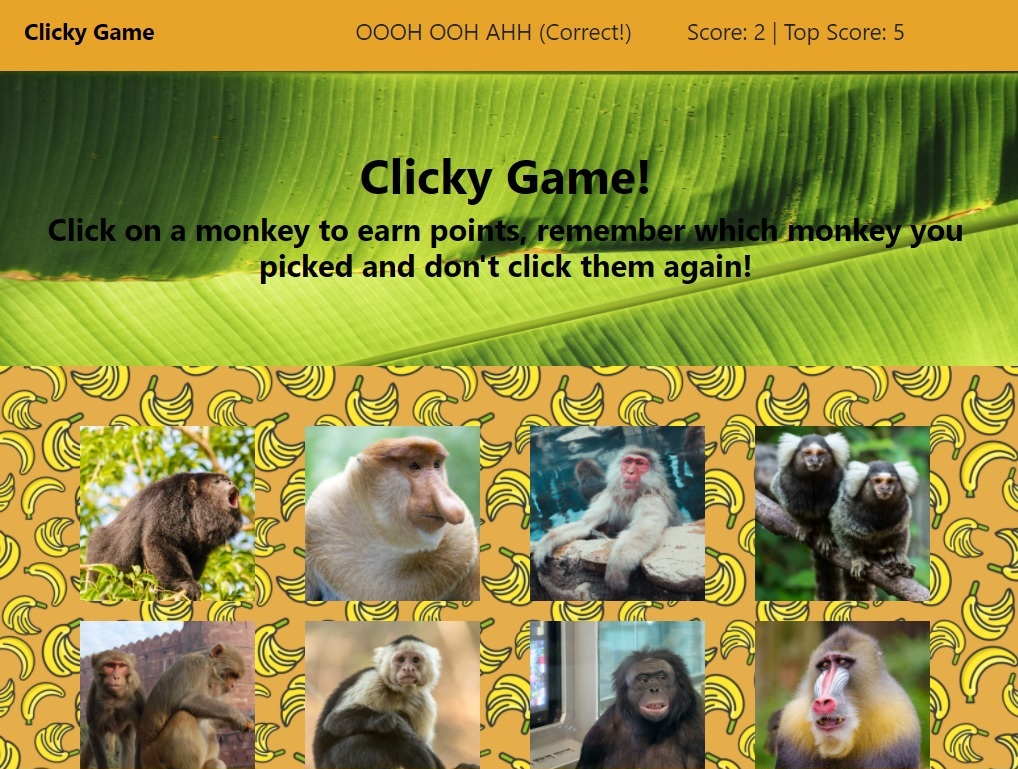 Clicky Game
OOOH OOH AHH (Correct!)
Score: 2 | Top Score: 5
Clicky Game!
Click on a monkey to earn points, remember which monkey you
picked and don't click them again!